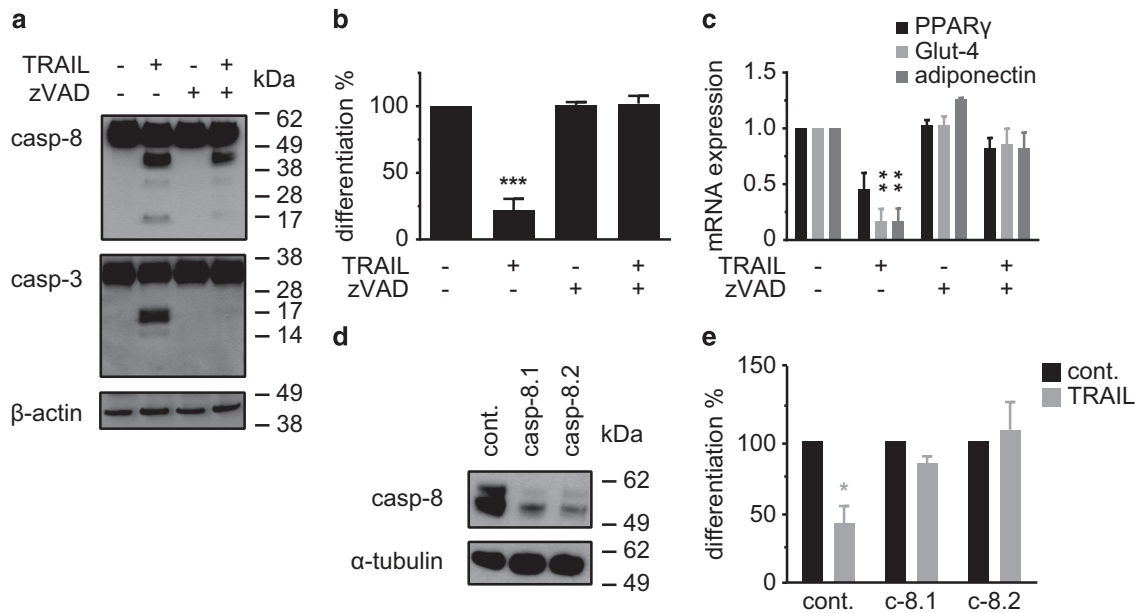 a
TRAIL - + - +
zVAD - - + +
kDa
casp-8
62
49
38
28
17
casp-3
38
28
17
14
β-actin
49
38
b
differentiation %
100
50
0
***
TRAIL - + - +
zVAD - - + +
c
PPARγ
Glut-4
adiponectin
mRNA expression
1.5
1.0
0.5
0
** **
TRAIL - + - +
zVAD - - + +
d
cont. casp-8.1 casp-8.2
kDa
casp-8
62
49
α-tubulin
62
49
e
cont.
TRAIL
differentiation %
150
100
50
0
*
cont. c-8.1 c-8.2